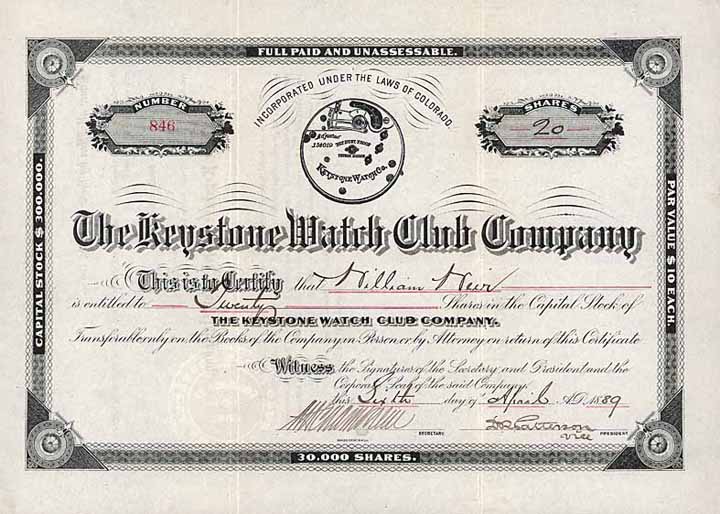 FULL PAID AND UNASSESSABLE.
INCORPORATED UNDER THE LAWS OF COLORADO.
NUMBER
846
SHARES
20
Adjusted
KEYSTONE WATCH CO.
CAPITAL STOCK $300,000.
PAR VALUE $10 EACH.
The Keystone Watch Club Company
This is to Certify that William
is entitled to Twenty Shares in the Capital Stock of
THE KEYSTONE WATCH CLUB COMPANY.
Transferable only on the Books of the Company in Person or by Attorney on return of this Certificate
Witness the Signatures of the Secretary and President and the
Corporate Seal of the said Company.
this Sixth day of April A.D. 1889
Patterson
SECRETARY.
Vice PRESIDENT.
30.000 SHARES.